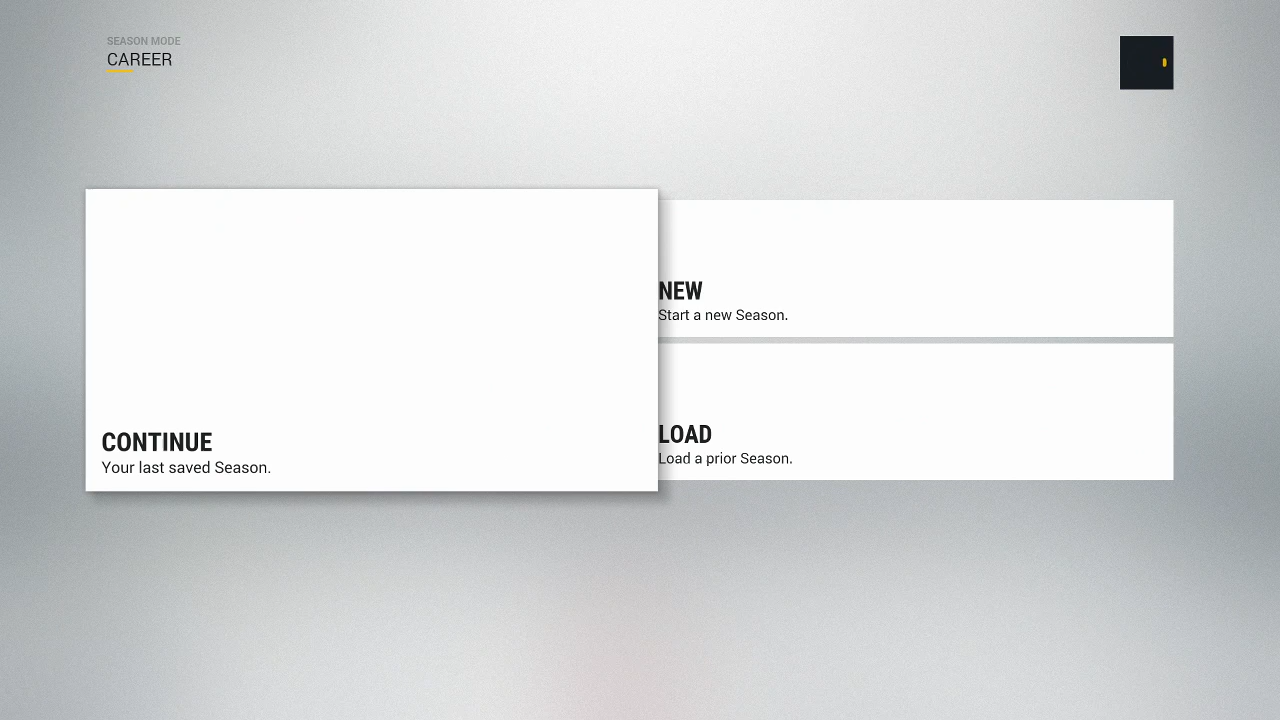 SEASON MODE
CAREER
CONTINUE
Your last saved Season.
NEW
Start a new Season.
LOAD
Load a prior Season.